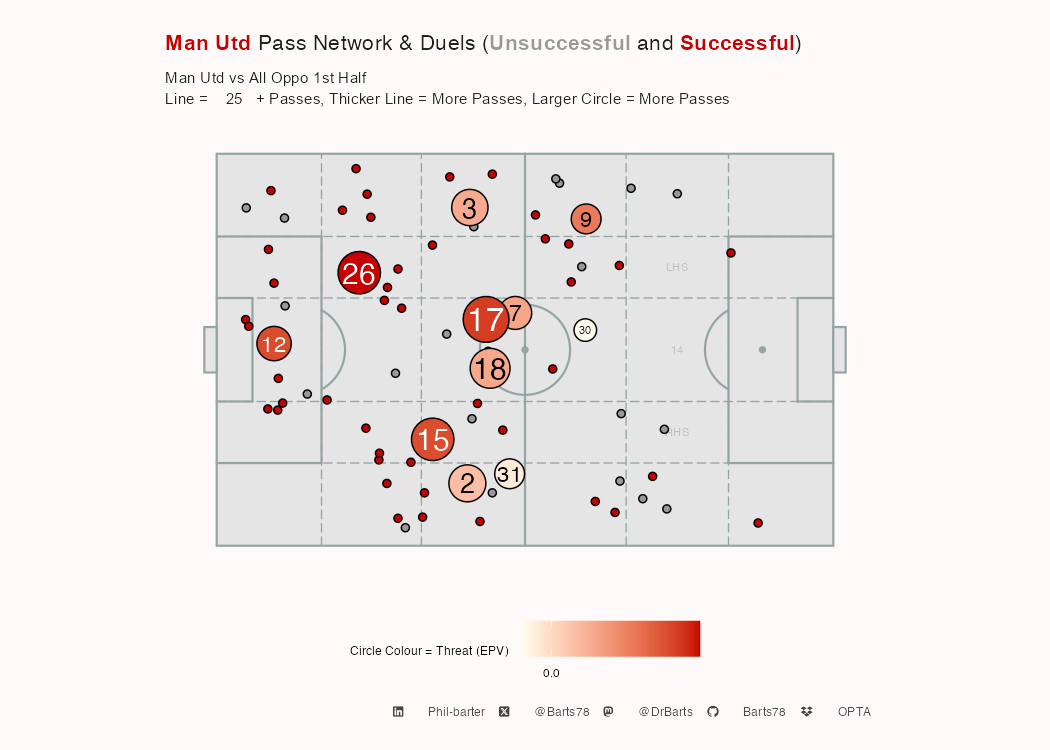 Man Utd Pass Network & Duels (Unsuccessful and Successful)
Man Utd vs All Oppo 1st Half
Line = 25 + Passes, Thicker Line = More Passes, Larger Circle = More Passes
3
9
LHS
26
17
7
30
12
14
18
15
RHS
31
2
Circle Colour = Threat (EPV)
0.0
Phil-barter @Barts78 @DrBarts Barts78 OPTA